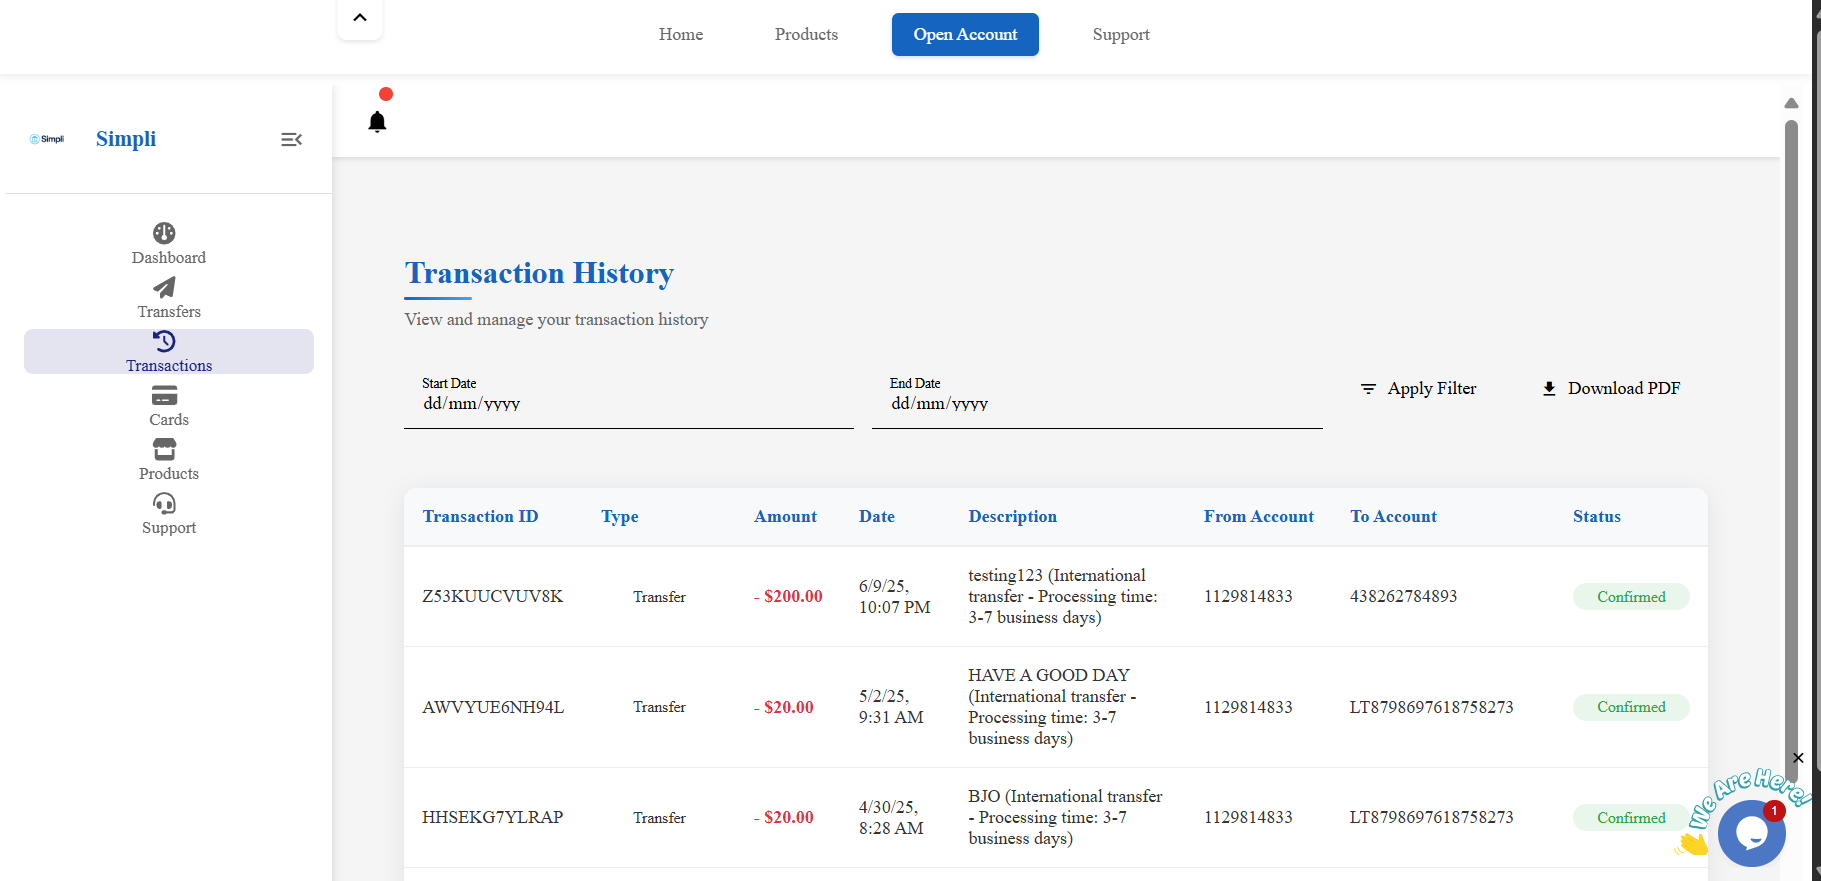 Home Products Open Account Support
Simpli Simpli
Dashboard
Transfers
Transactions
Cards
Products
Support
Transaction History
View and manage your transaction history
Start Date
dd/mm/yyyy
End Date
dd/mm/yyyy
Apply Filter
Download PDF
Transaction ID Type Amount Date Description From Account To Account Status
Z53KUUCVUV8K
Transfer
- $200.00
6/9/25,
10:07 PM
testing123 (International
transfer - Processing time:
3-7 business days)
1129814833
438262784893
Confirmed
AWVYUE6NH94L
Transfer
- $20.00
5/2/25,
9:31 AM
HAVE A GOOD DAY
(International transfer -
Processing time: 3-7
business days)
1129814833
LT8798697618758273
Confirmed
HHSEKG7YLRAP
Transfer
- $20.00
4/30/25,
8:28 AM
BJO (International transfer
- Processing time: 3-7
business days)
1129814833
LT8798697618758273
Confirmed
We Are Here!
1